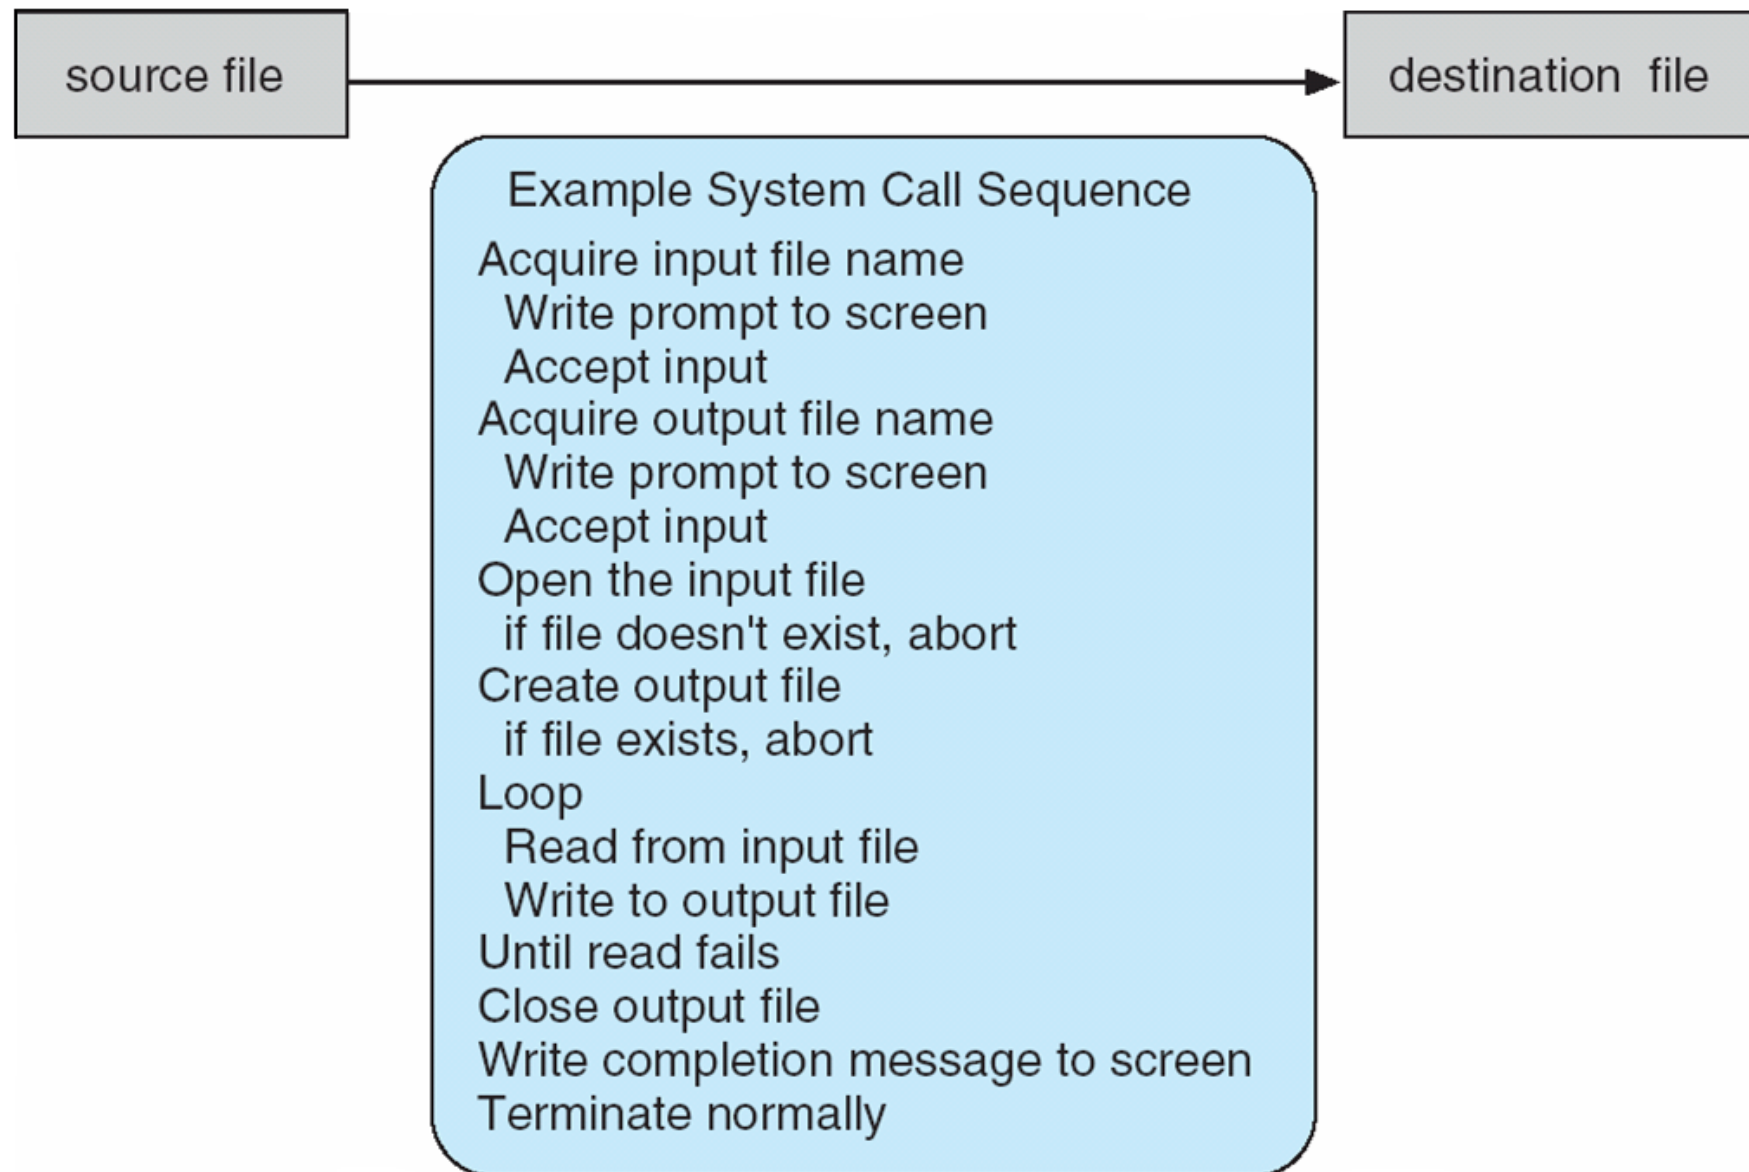 source file
destination file
Example System Call Sequence
Acquire input file name
Write prompt to screen
Accept input
Acquire output file name
Write prompt to screen
Accept input
Open the input file
if file doesn't exist, abort
Create output file
if file exists, abort
Loop
Read from input file
Write to output file
Until read fails
Close output file
Write completion message to screen
Terminate normally